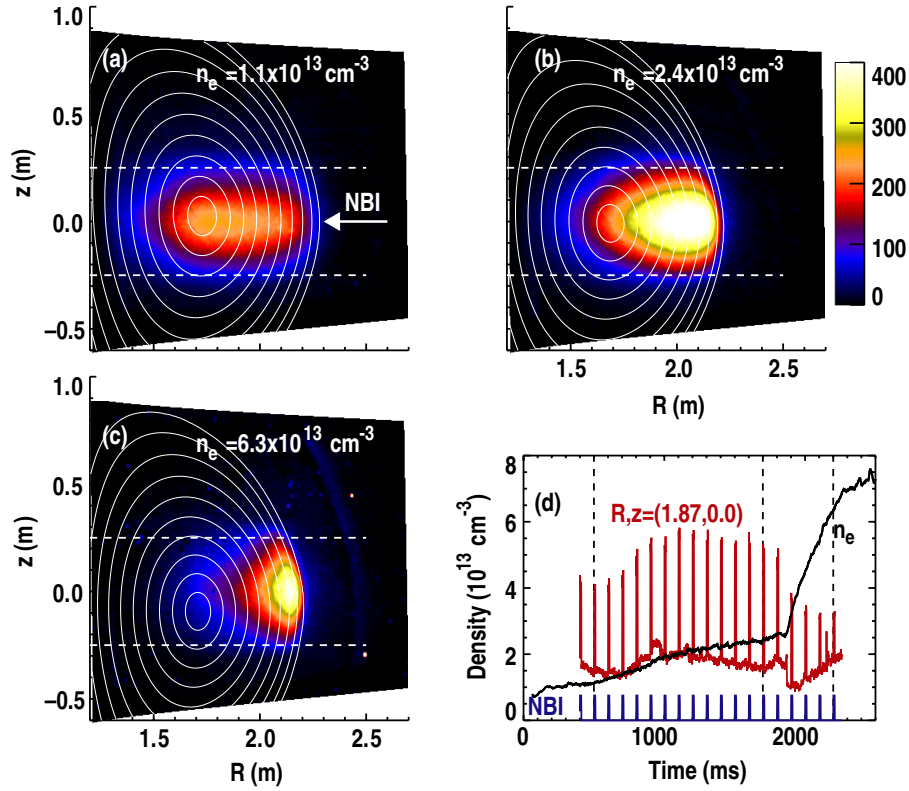 1.0
0.5
0.0
−0.5
z (m)
(a)
n_e =1.1x10^13 cm^-3
NBI
(b)
n_e =2.4x10^13 cm^-3
400
300
200
100
0
1.5 2.0 2.5
R (m)
1.0
0.5
0.0
−0.5
z (m)
(c)
n_e =6.3x10^13 cm^-3
1.5 2.0 2.5
R (m)
8
6
4
2
0
Density (10^13 cm^-3)
(d)
R,z=(1.87,0.0)
n_e
NBI
0 1000 2000
Time (ms)